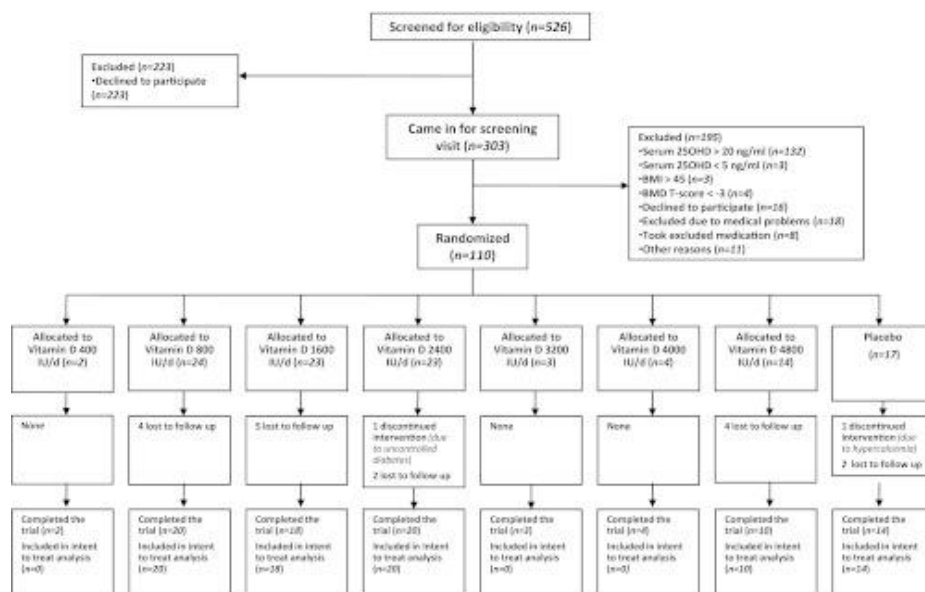 Screened for eligibility (n=526)
Excluded (n=223)
•Declined to participate
(n=223)
Came in for screening
visit (n=303)
Excluded (n=195)
•Serum 25OHD > 20 ng/ml (n=132)
•Serum 25OHD < 5 ng/ml (n=3)
•BMI > 45 (n=3)
•BMD T-score < -3 (n=4)
•Declined to participate (n=16)
•Excluded due to medical problems (n=18)
•Took excluded medication (n=8)
•Other reasons (n=11)
Randomized
(n=110)
Allocated to
Vitamin D 400
IU/d (n=2)
Allocated to
Vitamin D 800
IU/d (n=24)
Allocated to
Vitamin D 1600
IU/d (n=23)
Allocated to
Vitamin D 2400
IU/d (n=23)
Allocated to
Vitamin D 3200
IU/d (n=3)
Allocated to
Vitamin D 4000
IU/d (n=4)
Allocated to
Vitamin D 4800
IU/d (n=14)
Placebo
(n=17)
None
4 lost to follow up
5 lost to follow up
1 discontinued
intervention (due
to uncontrolled
diabetes)
2 lost to follow up
None
None
4 lost to follow up
1 discontinued
intervention (due
to hypercalcemia)
2 lost to follow up
Completed the
trial (n=2)
Included in intent
to treat analysis
(n=0)
Completed the
trial (n=20)
Included in intent
to treat analysis
(n=20)
Completed the
trial (n=18)
Included in intent
to treat analysis
(n=18)
Completed the
trial (n=20)
Included in intent
to treat analysis
(n=20)
Completed the
trial (n=3)
Included in intent
to treat analysis
(n=0)
Completed the
trial (n=4)
Included in intent
to treat analysis
(n=0)
Completed the
trial (n=10)
Included in intent
to treat analysis
(n=10)
Completed the
trial (n=14)
Included in intent
to treat analysis
(n=14)